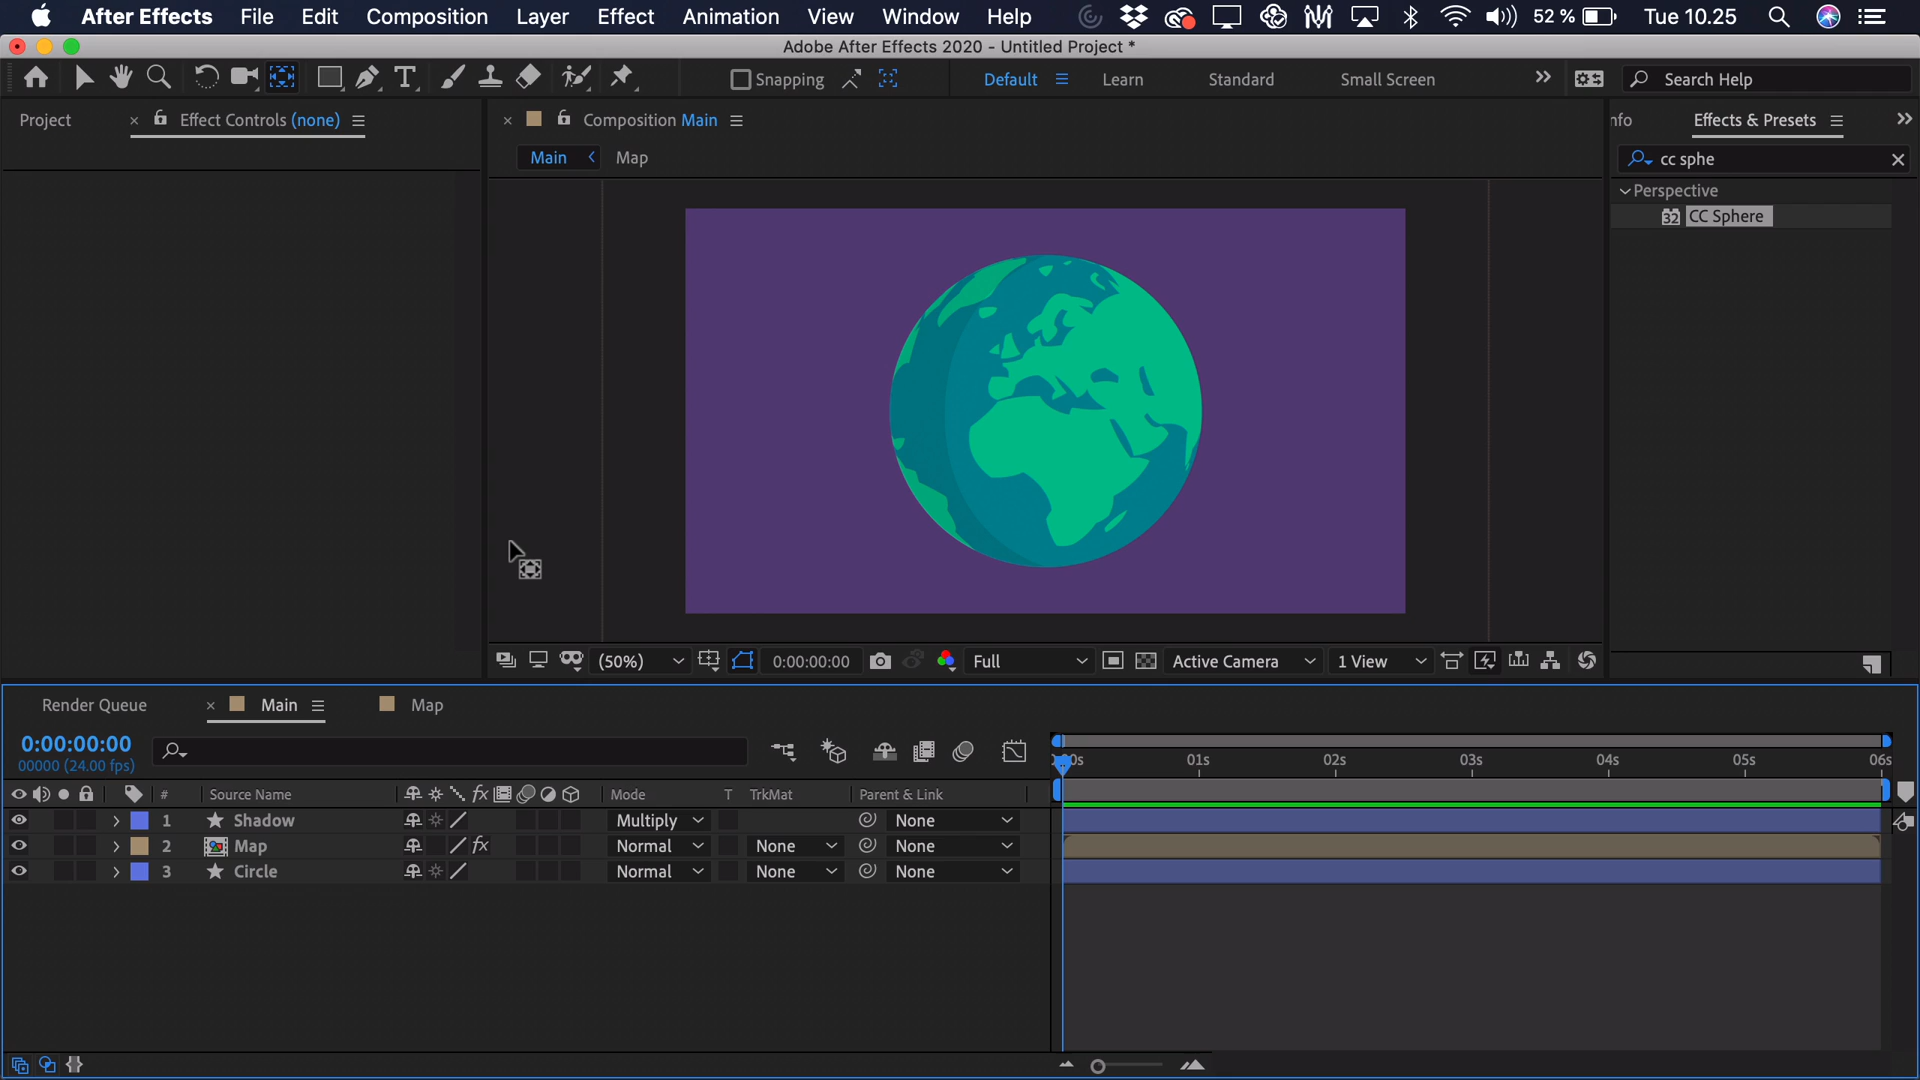 After Effects File Edit Composition Layer Effect Animation View Window Help 52 % Tue 10.25
Adobe After Effects 2020 - Untitled Project *
Snapping Default Learn Standard Small Screen Search Help
Project Effect Controls (none) Composition Main nfo Effects & Presets
Main Map cc sphe
Perspective
32 CC Sphere
(50%) 0:00:00:00 Full Active Camera 1 View
Render Queue Main Map
0:00:00:00
00000 (24.00 fps)
00s 01s 02s 03s 04s 05s 06s
# Source Name fx Mode T TrkMat Parent & Link
1 Shadow Multiply None
2 Map fx Normal None None
3 Circle Normal None None